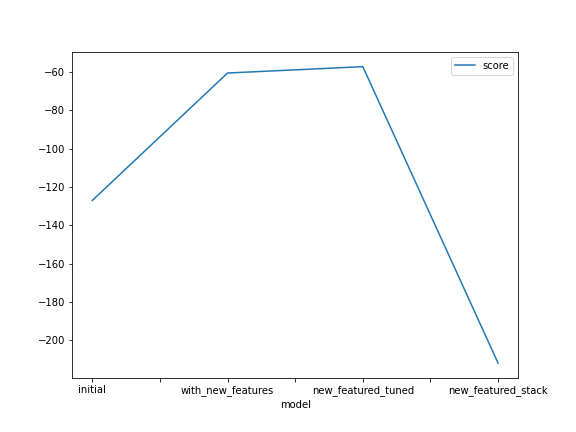 score
−60
−80
−100
−120
−140
−160
−180
−200
initial
with_new_features
new_featured_tuned
new_featured_stack
model